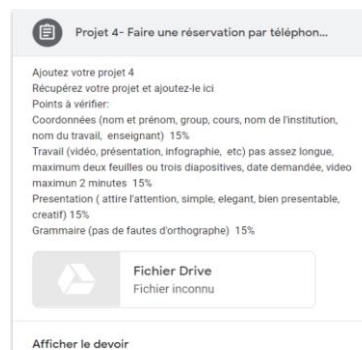 Projet 4- Faire une réservation par téléphon...
Ajoutez votre projet 4
Récupérez votre projet et ajoutez-le ici
Points à vérifier:
Coordonnées (nom et prénom, group, cours, nom de l'institution,
nom du travail, enseignant) 15%
Travail (vidéo, présentation, infographie, etc) pas assez longue,
maximum deux feuilles ou trois diapositives, date demandée, video
maximun 2 minutes 15%
Presentation ( attire l'attention, simple, elegant, bien presentable,
creatif) 15%
Grammaire (pas de fautes d'orthographe) 15%
Fichier Drive
Fichier inconnu
Afficher le devoir